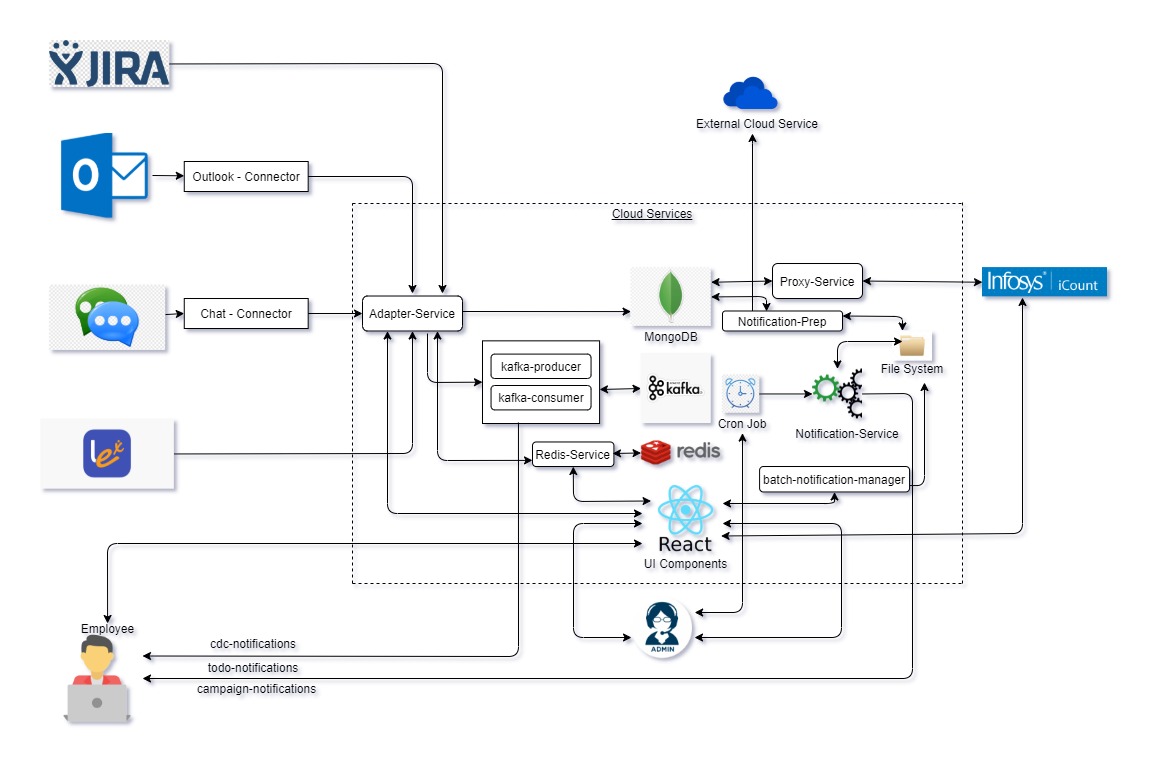 JIRA
External Cloud Service
Outlook - Connector
Cloud Services
Chat - Connector
Adapter-Service
MongoDB
Proxy-Service
Infosys® | iCount
Notification-Prep
File System
kafka-producer
kafka-consumer
kafka
Cron Job
Notification-Service
Lex
Redis-Service
redis
batch-notification-manager
React
UI Components
ADMIN
Employee
cdc-notifications
todo-notifications
campaign-notifications